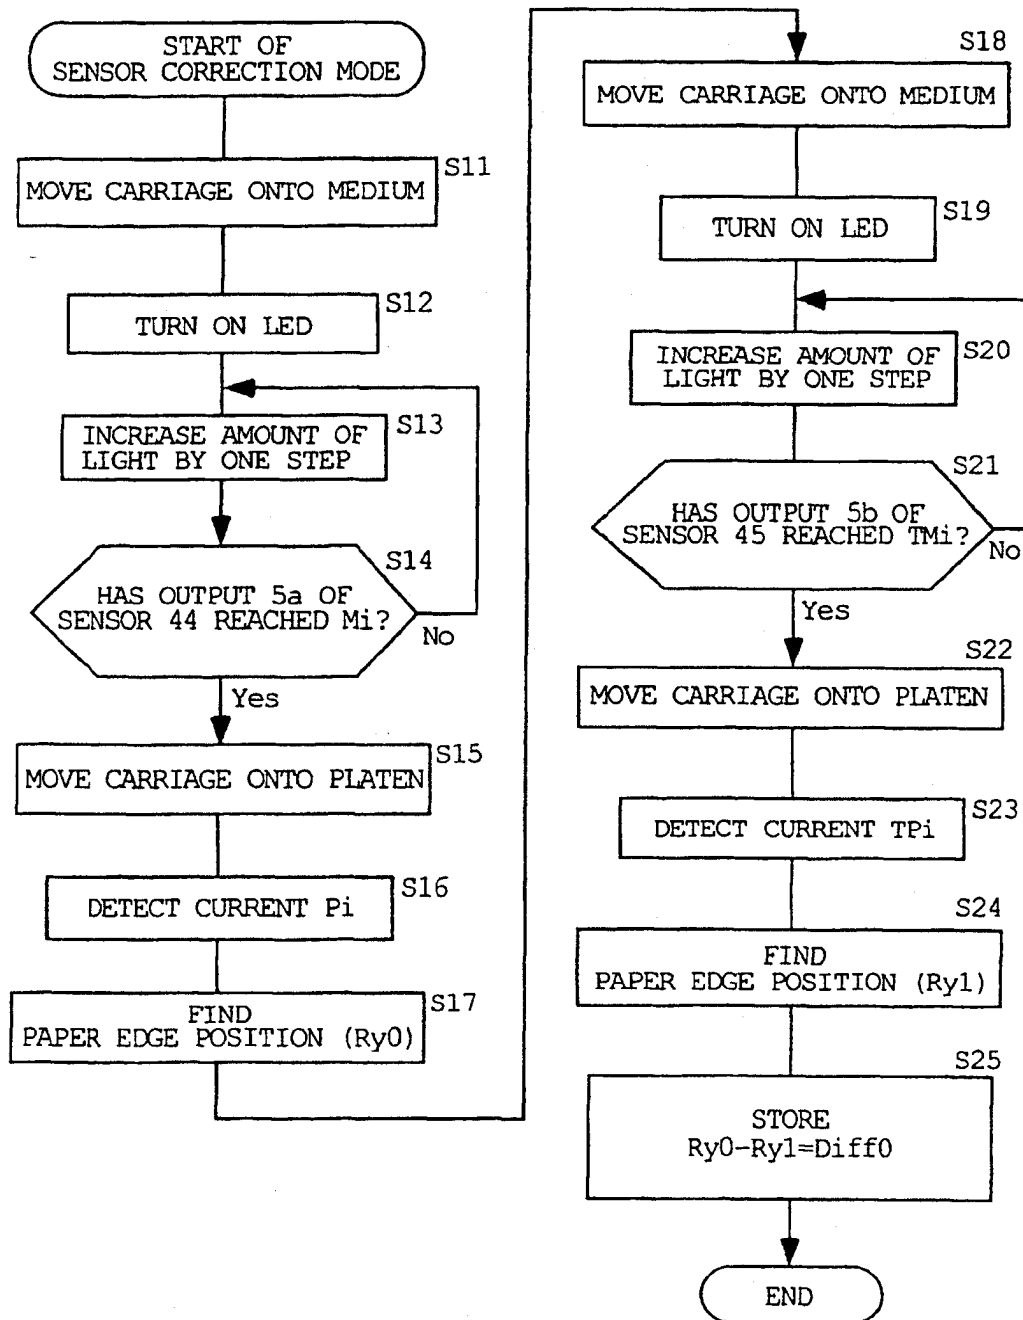 START OF
SENSOR CORRECTION MODE
S11
MOVE CARRIAGE ONTO MEDIUM
S12
TURN ON LED
S13
INCREASE AMOUNT OF
LIGHT BY ONE STEP
S14
HAS OUTPUT 5a OF
SENSOR 44 REACHED Mi?
No
Yes
S15
MOVE CARRIAGE ONTO PLATEN
S16
DETECT CURRENT Pi
S17
FIND
PAPER EDGE POSITION (Ry0)
S18
MOVE CARRIAGE ONTO MEDIUM
S19
TURN ON LED
S20
INCREASE AMOUNT OF
LIGHT BY ONE STEP
S21
HAS OUTPUT 5b OF
SENSOR 45 REACHED TMi?
No
Yes
S22
MOVE CARRIAGE ONTO PLATEN
S23
DETECT CURRENT TPi
S24
FIND
PAPER EDGE POSITION (Ry1)
S25
STORE
Ry0-Ry1=Diff0
END